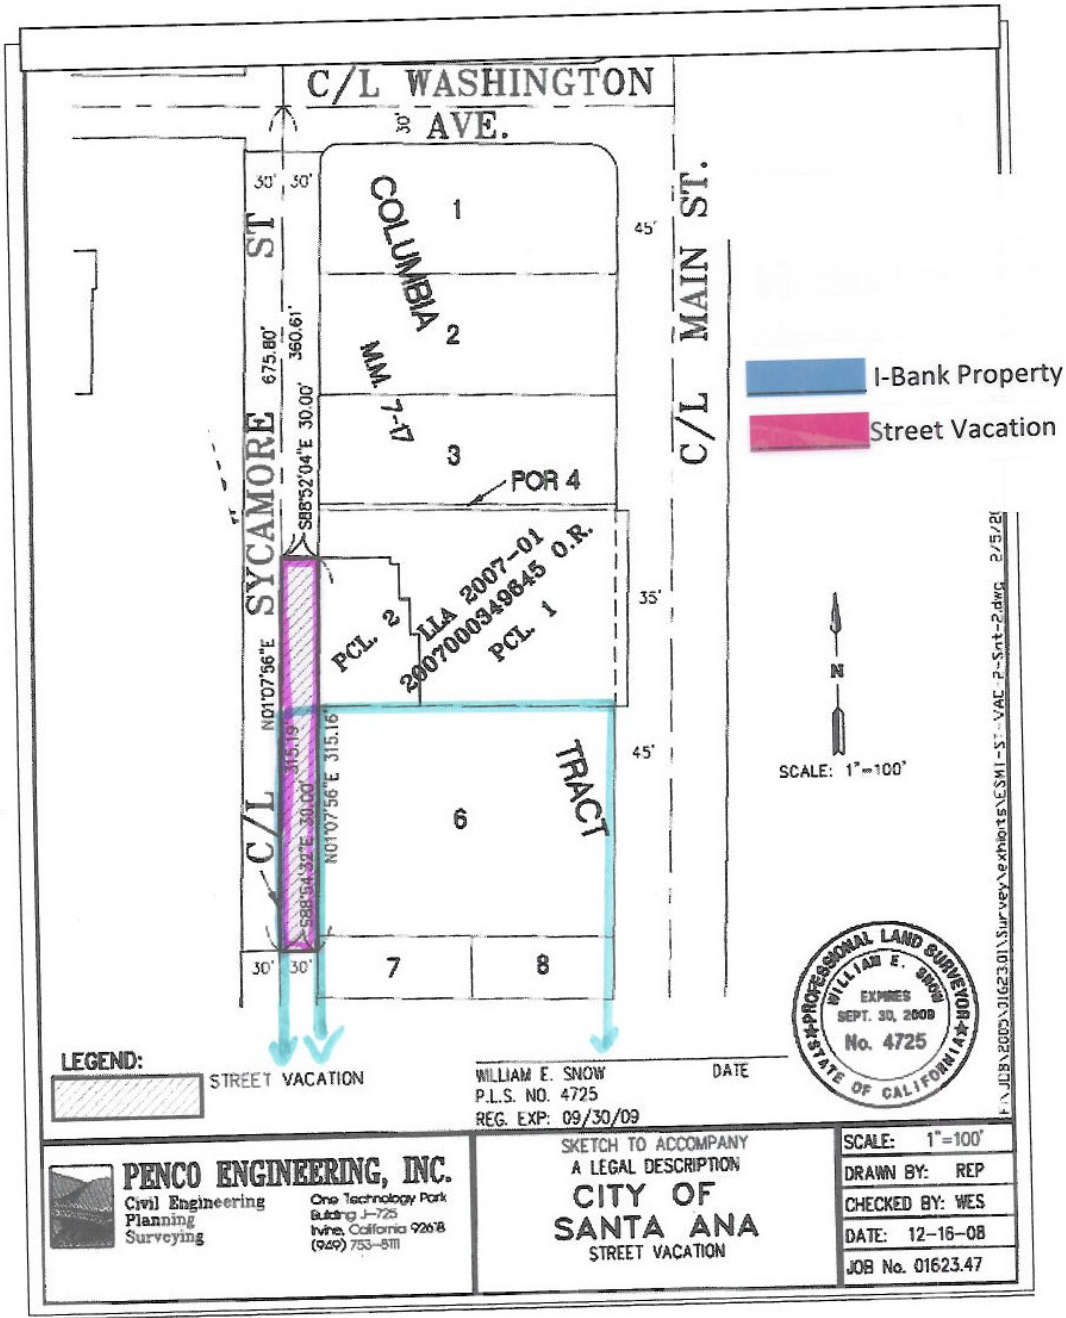 C/L WASHINGTON
AVE.
30'
30' 30'
C/L SYCAMORE ST
675.80'
360.61'
S88°52'04"E 30.00'
COLUMBIA
M.M. 7-17
1
2
3
POR 4
45'
C/L MAIN ST.
I-Bank Property
Street Vacation
LLA 2007-01
2007000349645 O.R.
PCL. 2
PCL. 1
35'
N01°07'56"E
315.19'
N01°07'56"E 315.16'
S88°54'32"E 30.00'
TRACT
45'
6
7
8
30' 30'
N
SCALE: 1"=100'
PROFESSIONAL LAND SURVEYOR
WILLIAM E. SNOW
EXPIRES
SEPT. 30, 2009
No. 4725
STATE OF CALIFORNIA
LEGEND:
STREET VACATION
WILLIAM E. SNOW
DATE
P.L.S. NO. 4725
REG. EXP: 09/30/09
PENCO ENGINEERING, INC.
Civil Engineering
Planning
Surveying
One Technology Park
Building J-725
Irvine, California 92618
(949) 753-8111
SKETCH TO ACCOMPANY
A LEGAL DESCRIPTION
CITY OF
SANTA ANA
STREET VACATION
SCALE: 1"=100'
DRAWN BY: REP
CHECKED BY: WES
DATE: 12-16-08
JOB No. 01623.47